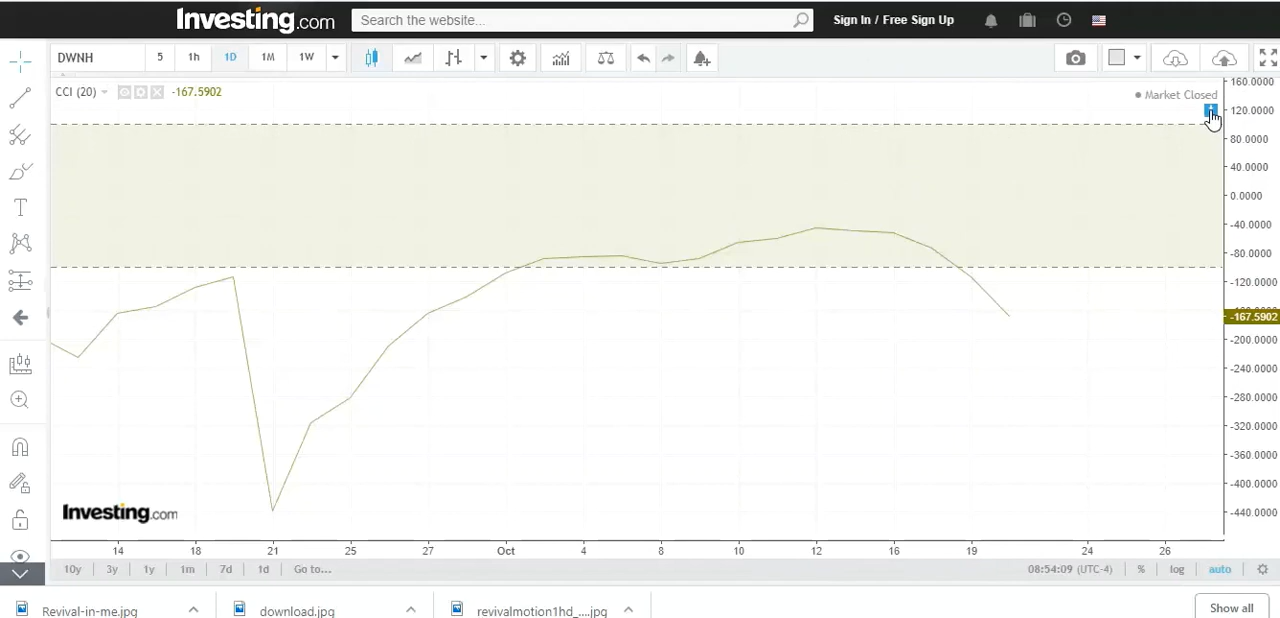 Investing.com Search the website... Sign In / Free Sign Up
DWNH 5 1h 1D 1M 1W
CCI (20) -167.5902
Market Closed
160.0000
120.0000
80.0000
40.0000
0.0000
-40.0000
-80.0000
-120.0000
-167.5902
-200.0000
-240.0000
-280.0000
-320.0000
-360.0000
-400.0000
-440.0000
Investing.com
14 18 21 25 27 Oct 4 8 10 12 16 19 24 26
10y 3y 1y 1m 7d 1d Go to... 08:54:09 (UTC-4) % log auto
Revival-in-me.jpg download.jpg revivalmotion1hd_....jpg Show all